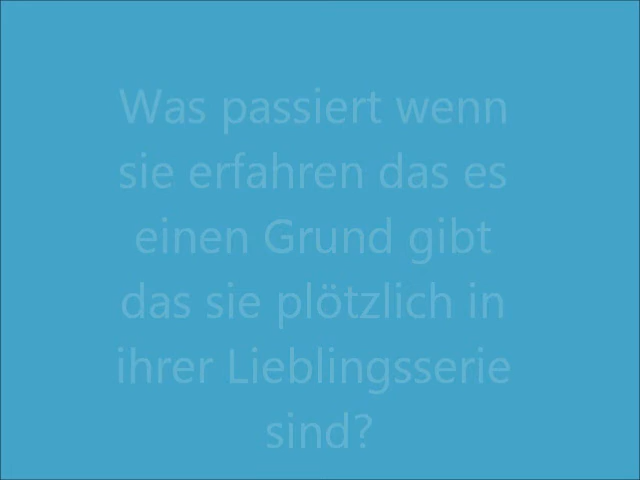 Was passiert wenn
sie erfahren das es
einen Grund gibt
das sie plötzlich in
ihrer Lieblingsserie
sind?